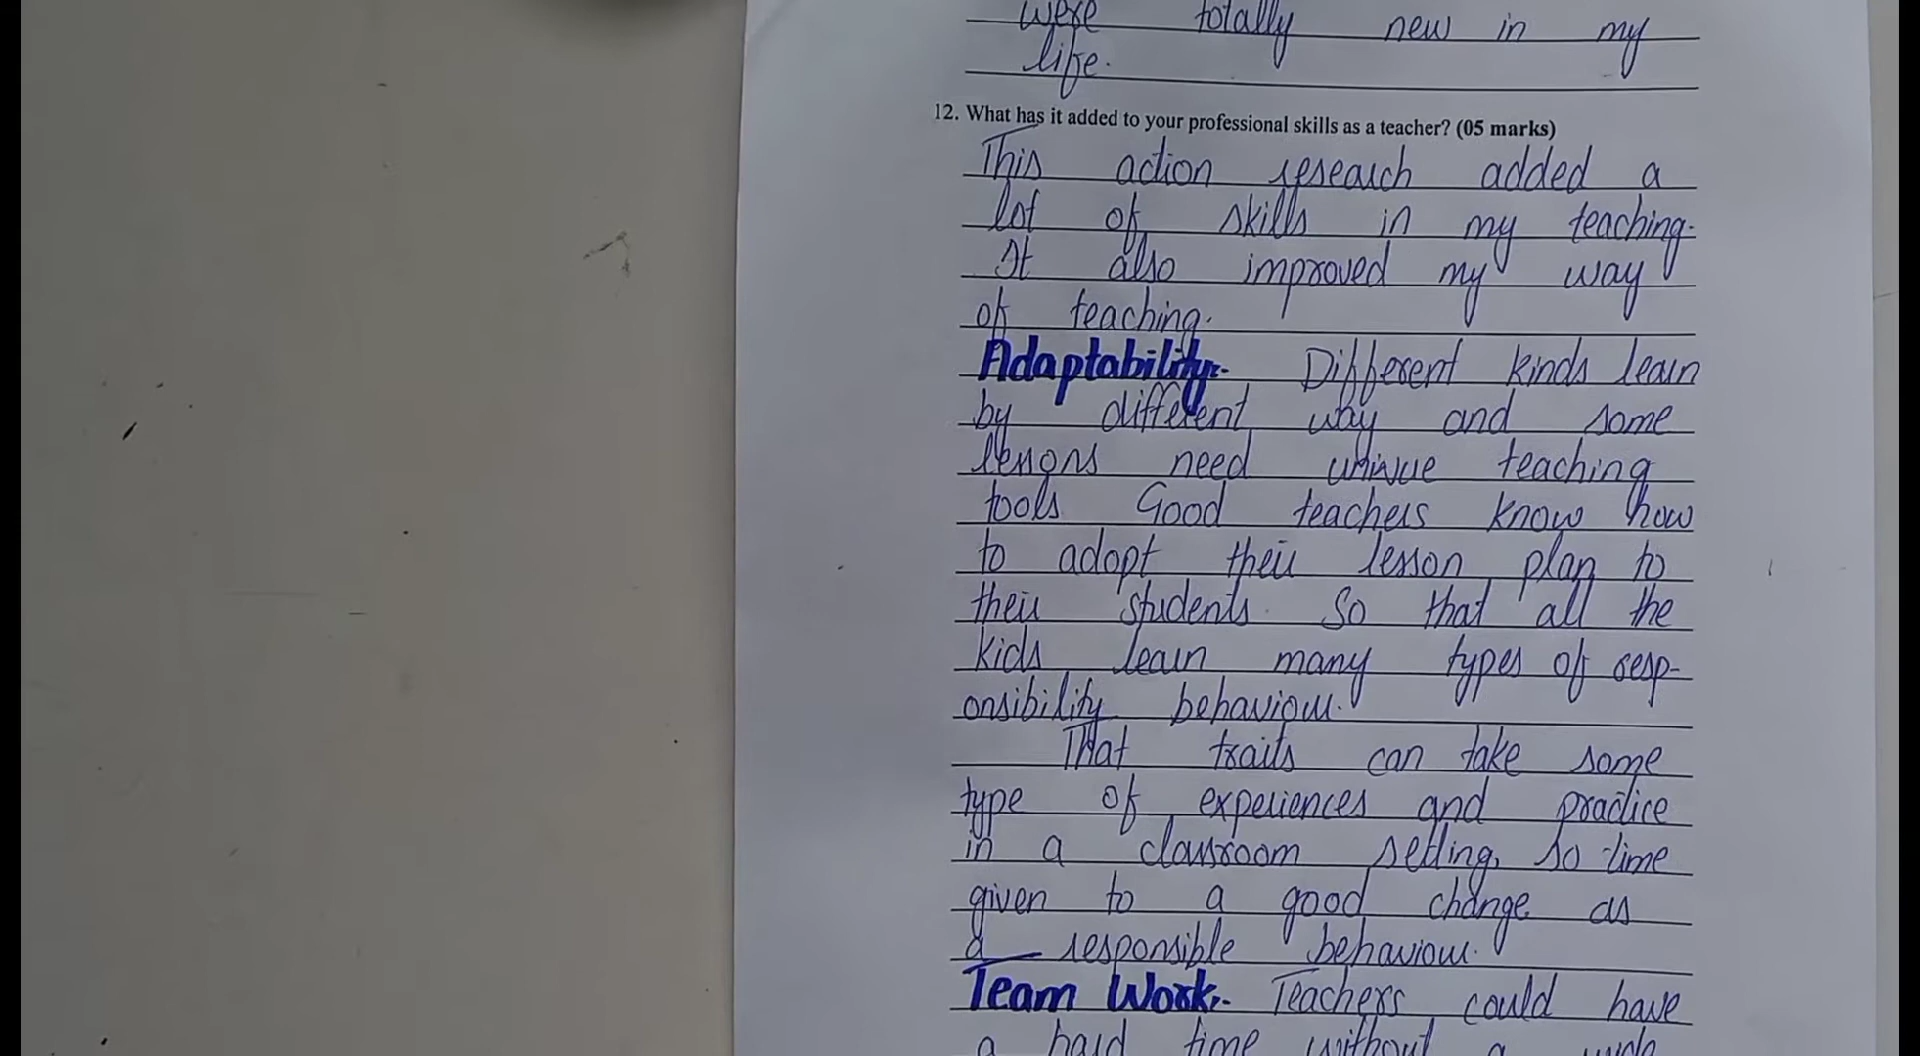 were totally new in my
life.
12. What has it added to your professional skills as a teacher? (05 marks)
This action research added a
lot of skills in my teaching.
It also improved my way
of teaching.
Adaptability:- Different kinds learn
by different way and some
lessons need uniuue teaching
tools Good teachers know how
to adopt their lesson plan to
their students. So that all the
kids learn many types of resp-
onsibility behaviour.
That traits can take some
type of experiences and practice
in a classroom setting, so time
given to a good change as
a responsible behaviour.
Team Work:- Teachers could have
a hard time without a